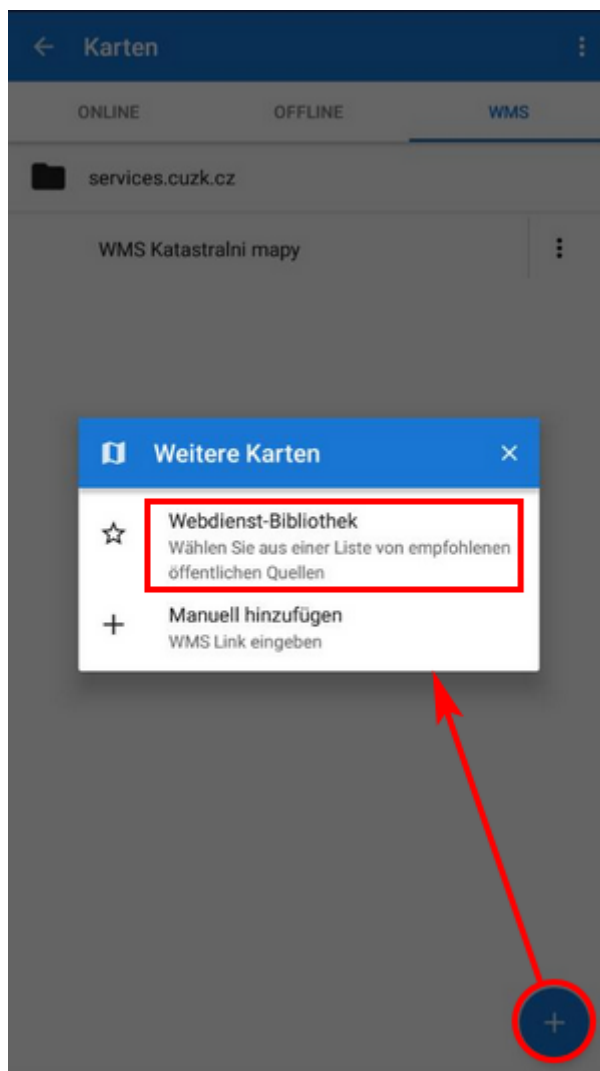 Karten
ONLINE OFFLINE WMS
services.cuzk.cz
WMS Katastralni mapy
Weitere Karten
Webdienst-Bibliothek
Wählen Sie aus einer Liste von empfohlenen
öffentlichen Quellen
Manuell hinzufügen
WMS Link eingeben